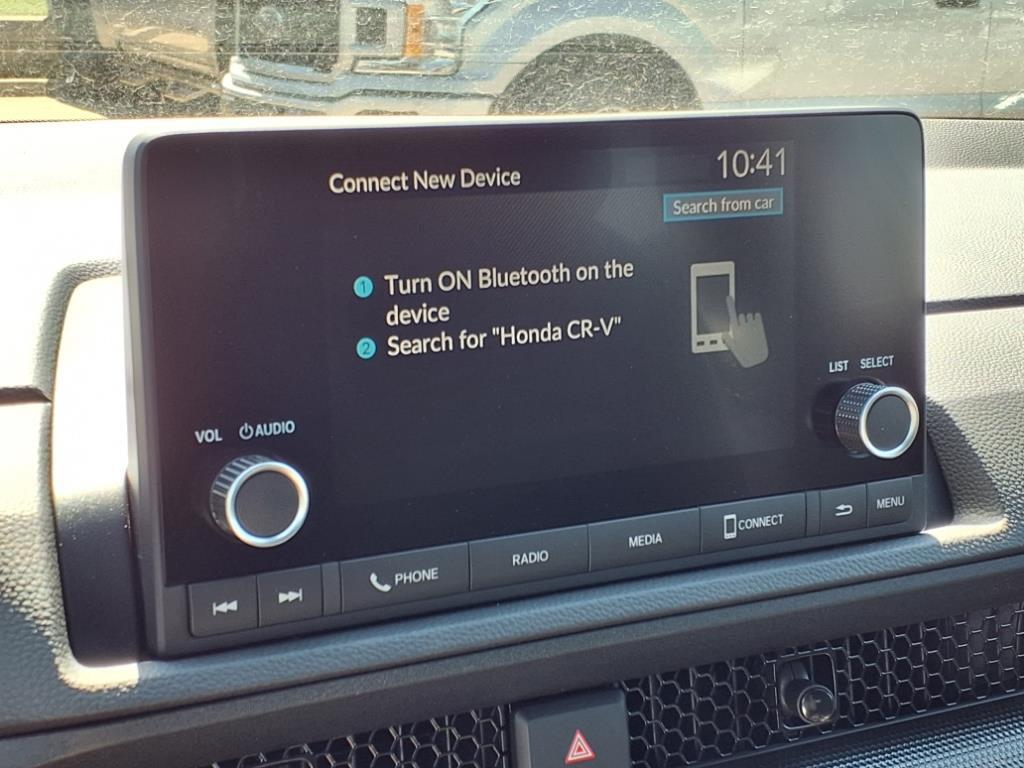 Connect New Device
10:41
Search from car
1 Turn ON Bluetooth on the
device
2 Search for "Honda CR-V"
LIST SELECT
VOL AUDIO
PHONE
RADIO
MEDIA
CONNECT
MENU